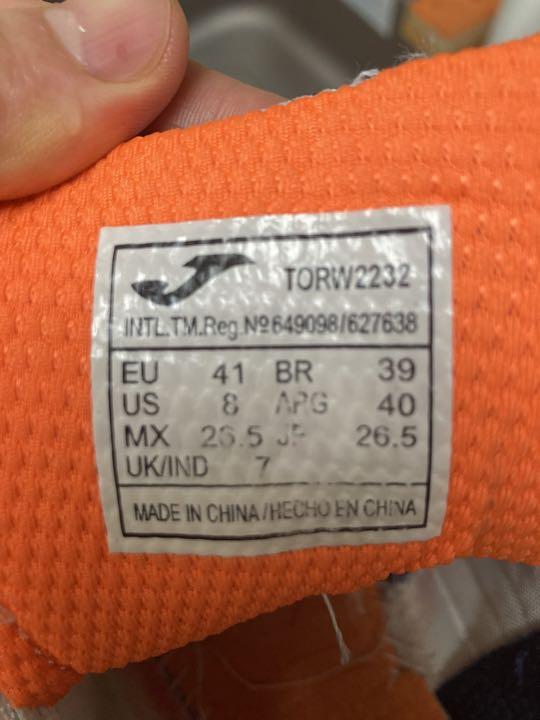 TORW2232
INTL.TM.Reg.Nº649098/627638
EU 41 BR 39
US 8 ARG 40
MX 26.5 JP 26.5
UK/IND 7
MADE IN CHINA/HECHO EN CHINA